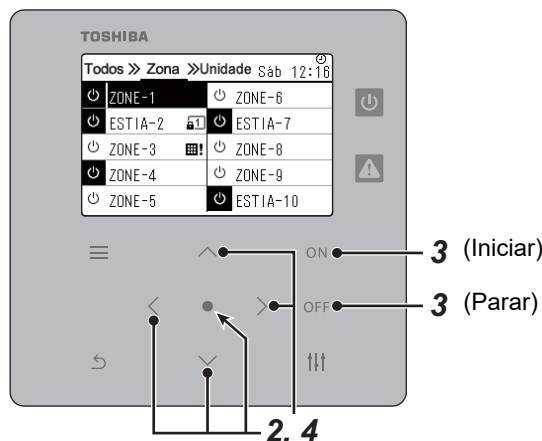 TOSHIBA
Todos » Zona »Unidade Sáb 12:16
ZONE-1 ZONE-6
ESTIA-2 1 ESTIA-7
ZONE-3 ! ZONE-8
ZONE-4 ZONE-9
ZONE-5 ESTIA-10
ON 3 (Iniciar)
OFF 3 (Parar)
2, 4